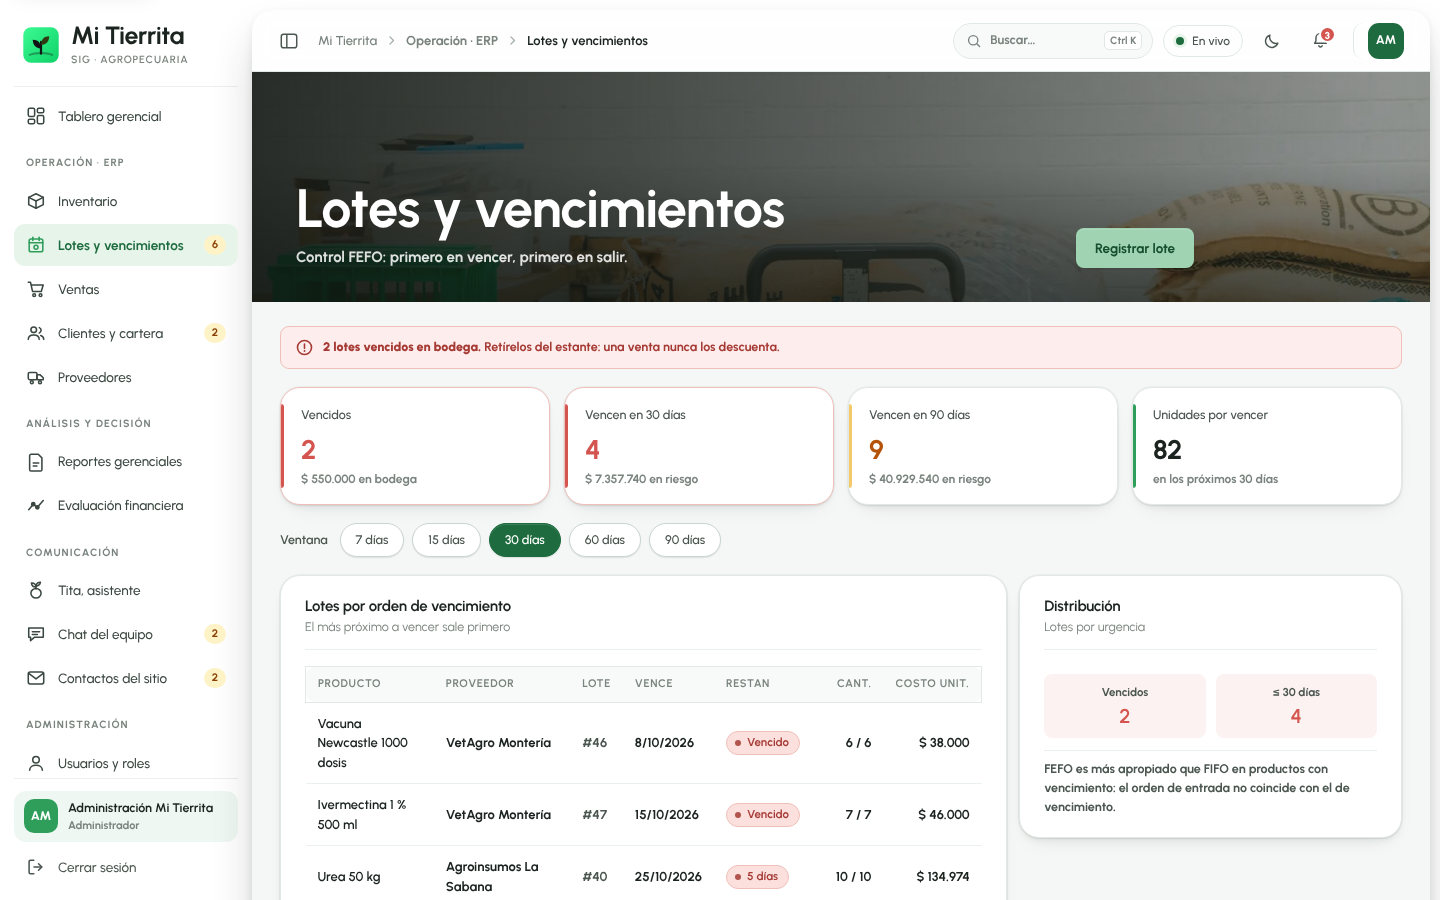 Mi Tierrita
SIG · AGROPECUARIA
Tablero gerencial
OPERACIÓN · ERP
Inventario
Lotes y vencimientos 6
Ventas
Clientes y cartera 2
Proveedores
ANÁLISIS Y DECISIÓN
Reportes gerenciales
Evaluación financiera
COMUNICACIÓN
Tita, asistente
Chat del equipo 2
Contactos del sitio 2
ADMINISTRACIÓN
Usuarios y roles
AM
Administración Mi Tierrita
Administrador
Cerrar sesión
Mi Tierrita > Operación · ERP > Lotes y vencimientos
Buscar... Ctrl K
En vivo
3
AM
Lotes y vencimientos
Control FEFO: primero en vencer, primero en salir.
Registrar lote
2 lotes vencidos en bodega. Retírelos del estante: una venta nunca los descuenta.
Vencidos
2
$ 550.000 en bodega
Vencen en 30 días
4
$ 7.357.740 en riesgo
Vencen en 90 días
9
$ 40.929.540 en riesgo
Unidades por vencer
82
en los próximos 30 días
Ventana 7 días 15 días 30 días 60 días 90 días
Lotes por orden de vencimiento
El más próximo a vencer sale primero
PRODUCTO PROVEEDOR LOTE VENCE RESTAN CANT. COSTO UNIT.
Vacuna
Newcastle 1000
dosis
VetAgro Montería #46 8/10/2026 Vencido 6 / 6 $ 38.000
Ivermectina 1 %
500 ml
VetAgro Montería #47 15/10/2026 Vencido 7 / 7 $ 46.000
Urea 50 kg
Agroinsumos La
Sabana
#40 25/10/2026 5 días 10 / 10 $ 134.974
Distribución
Lotes por urgencia
Vencidos
2
≤ 30 días
4
FEFO es más apropiado que FIFO en productos con
vencimiento: el orden de entrada no coincide con el de
vencimiento.